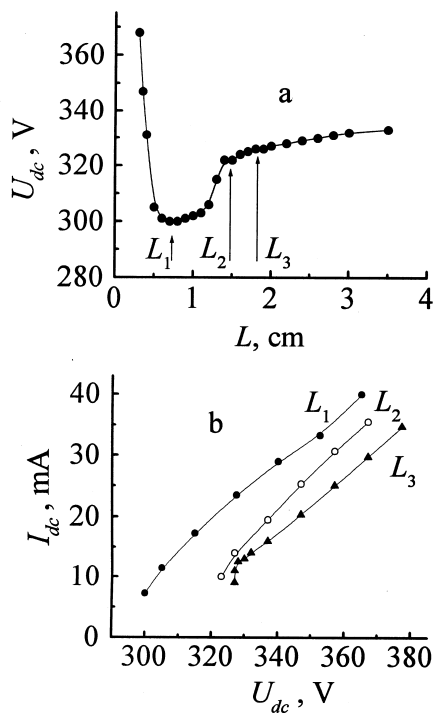 360
340
320
300
280
U_dc, V
a
L_1 L_2 L_3
0 1 2 3 4
L, cm
40
30
20
10
0
I_dc, mA
b
L_1
L_2
L_3
300 320 340 360 380
U_dc, V